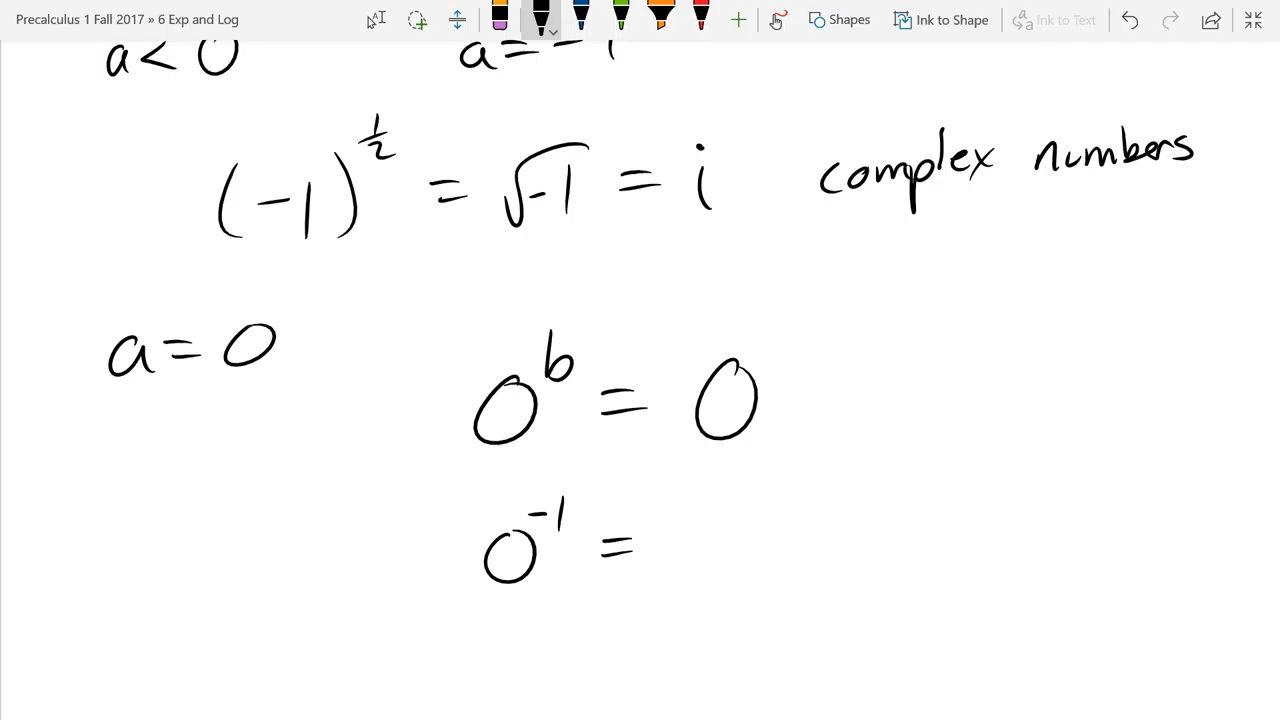 Precalculus 1 Fall 2017 » 6 Exp and Log Shapes Ink to Shape Ink to Text
a < 0 a = -1
(-1)^{1/2} = √-1 = i complex numbers
a = 0
0^b = 0
0^{-1} =